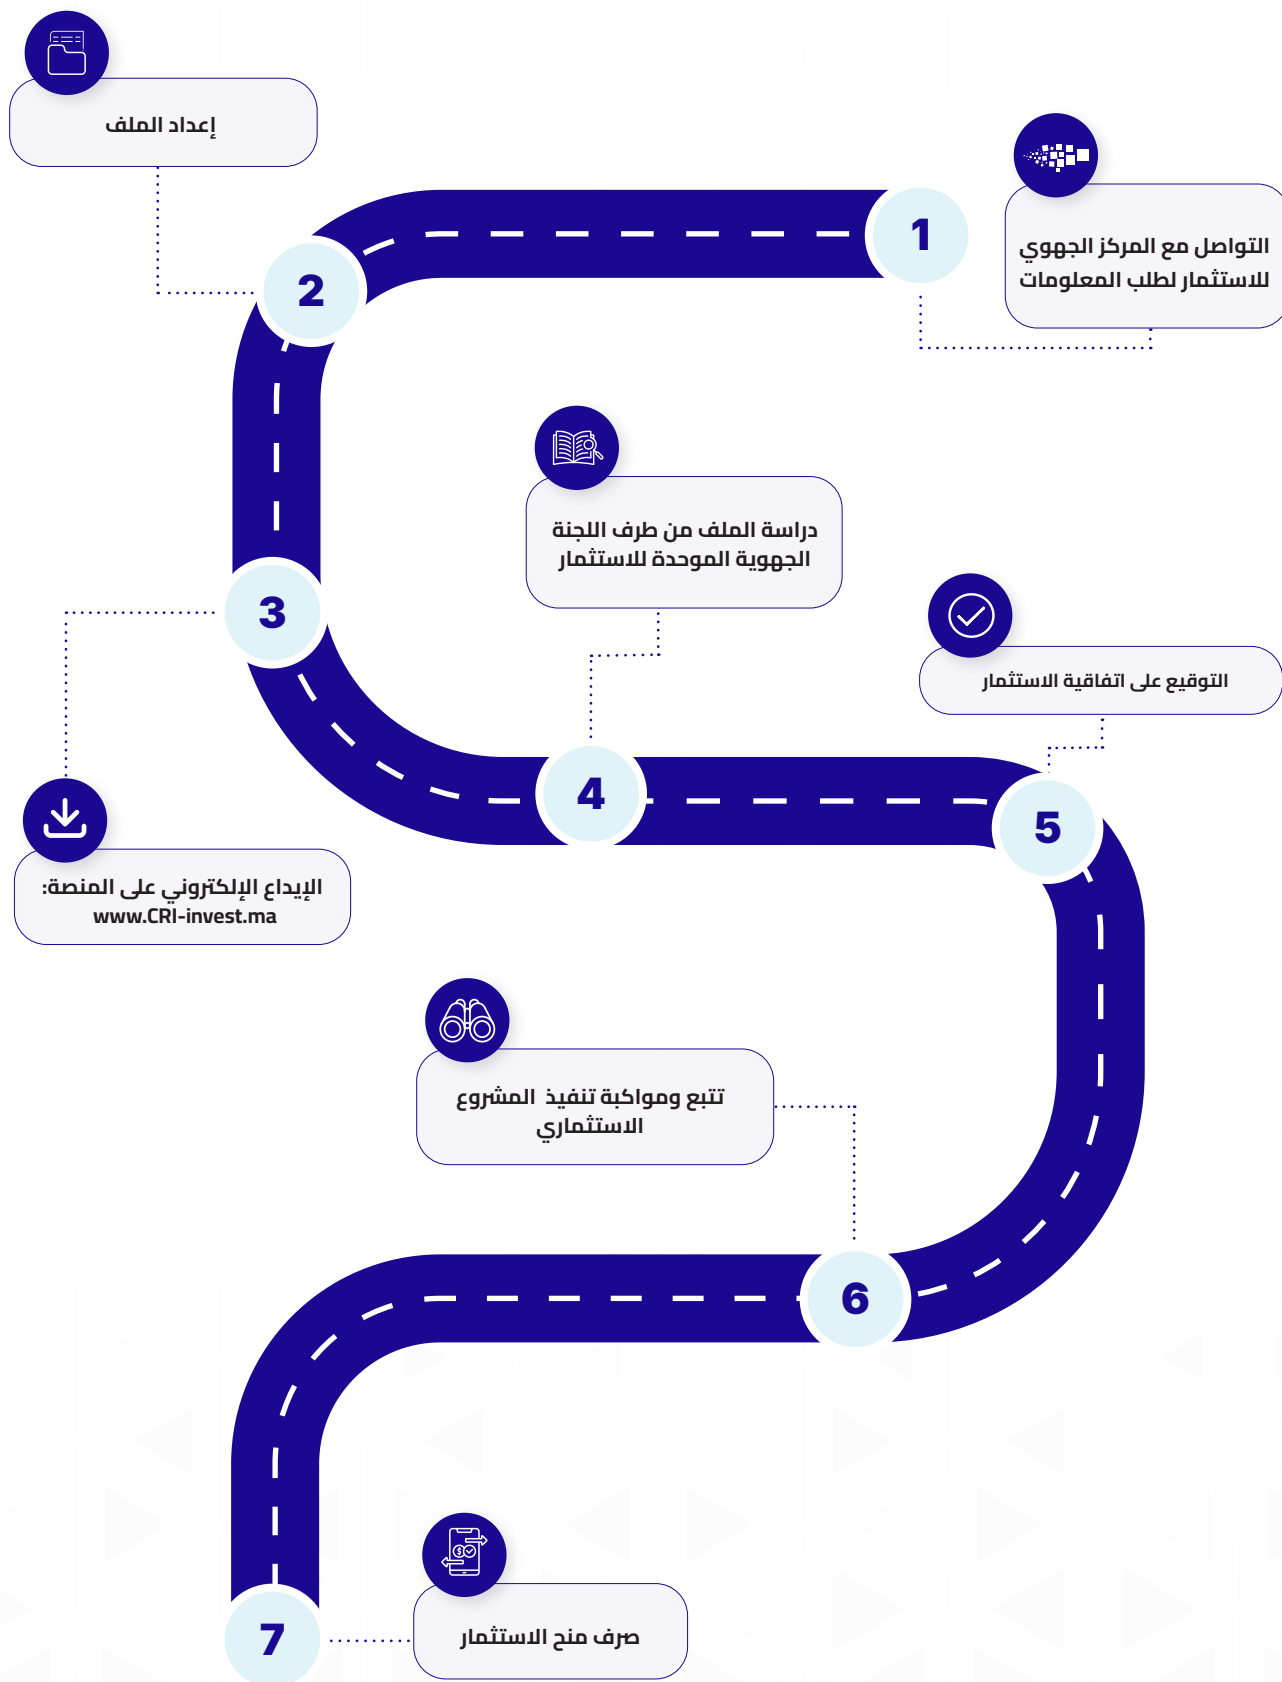 1
التواصل مع المركز الجهوي
للاستثمار لطلب المعلومات
2
إعداد الملف
3
الإيداع الإلكتروني على المنصة:
www.CRI-invest.ma
4
دراسة الملف من طرف اللجنة
الجهوية الموحدة للاستثمار
5
التوقيع على اتفاقية الاستثمار
6
تتبع ومواكبة تنفيذ المشروع
الاستثماري
7
صرف منح الاستثمار